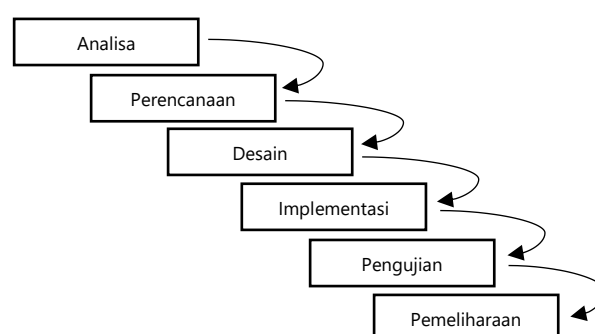 Analisa
Perencanaan
Desain
Implementasi
Pengujian
Pemeliharaan